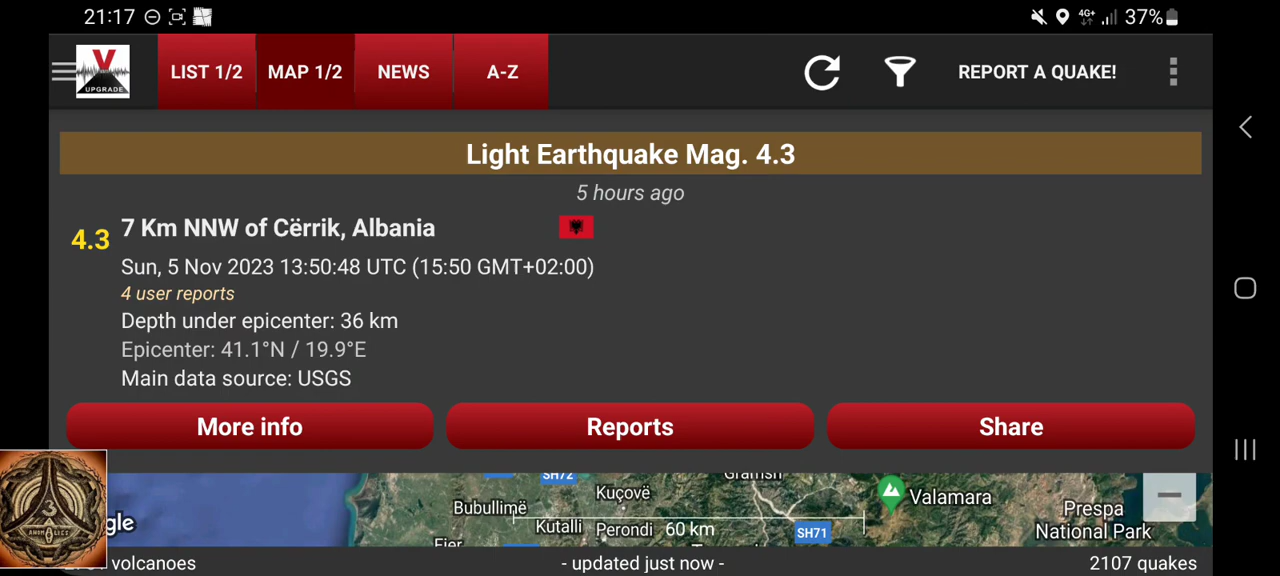 21:17
4G+ 37%
V
UPGRADE
LIST 1/2
MAP 1/2
NEWS
A-Z
REPORT A QUAKE!
Light Earthquake Mag. 4.3
5 hours ago
4.3
7 Km NNW of Cërrik, Albania
Sun, 5 Nov 2023 13:50:48 UTC (15:50 GMT+02:00)
4 user reports
Depth under epicenter: 36 km
Epicenter: 41.1°N / 19.9°E
Main data source: USGS
More info
Reports
Share
SH72
Gramsh
Kuçovë
Bubullimë
Valamara
Kutalli
Perondi
60 km
SH71
Prespa
National Park
Fier
gle
3
volcanoes
- updated just now -
2107 quakes